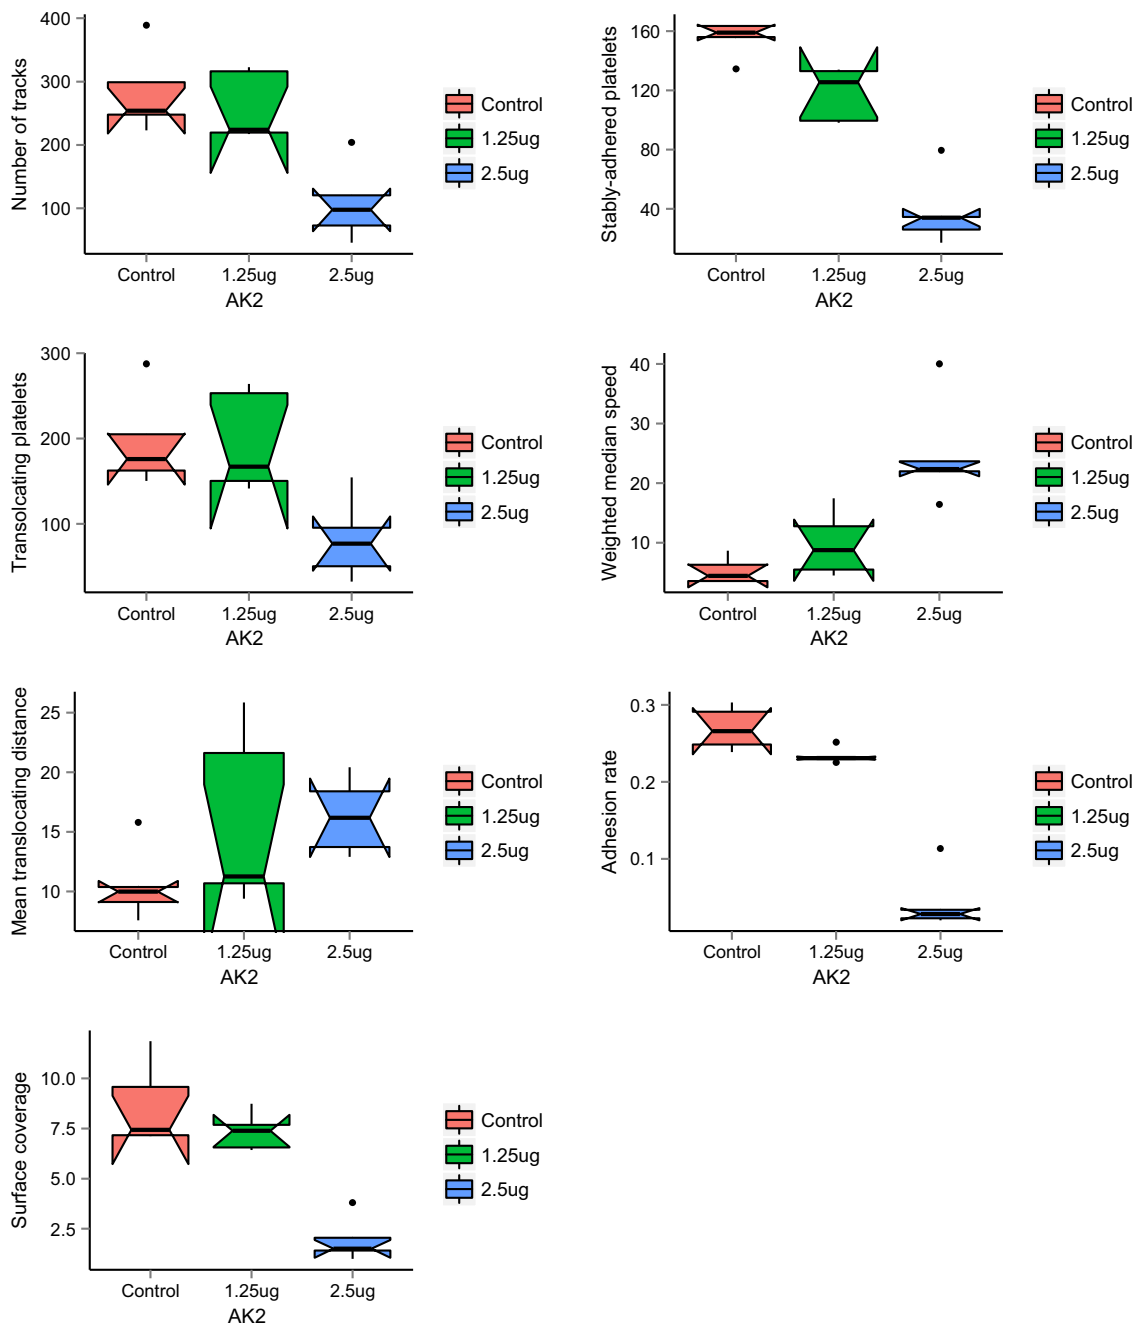 Number of tracks
400
300
200
100
Control
1.25ug
2.5ug
AK2
Control
1.25ug
2.5ug
Stably-adhered platelets
160
120
80
40
Control
1.25ug
2.5ug
AK2
Control
1.25ug
2.5ug
Translocating platelets
300
200
100
Control
1.25ug
2.5ug
AK2
Control
1.25ug
2.5ug
Weighted median speed
40
30
20
10
Control
1.25ug
2.5ug
AK2
Control
1.25ug
2.5ug
Mean translocating distance
25
20
15
10
Control
1.25ug
2.5ug
AK2
Control
1.25ug
2.5ug
Adhesion rate
0.3
0.2
0.1
Control
1.25ug
2.5ug
AK2
Control
1.25ug
2.5ug
Surface coverage
10.0
7.5
5.0
2.5
Control
1.25ug
2.5ug
AK2
Control
1.25ug
2.5ug